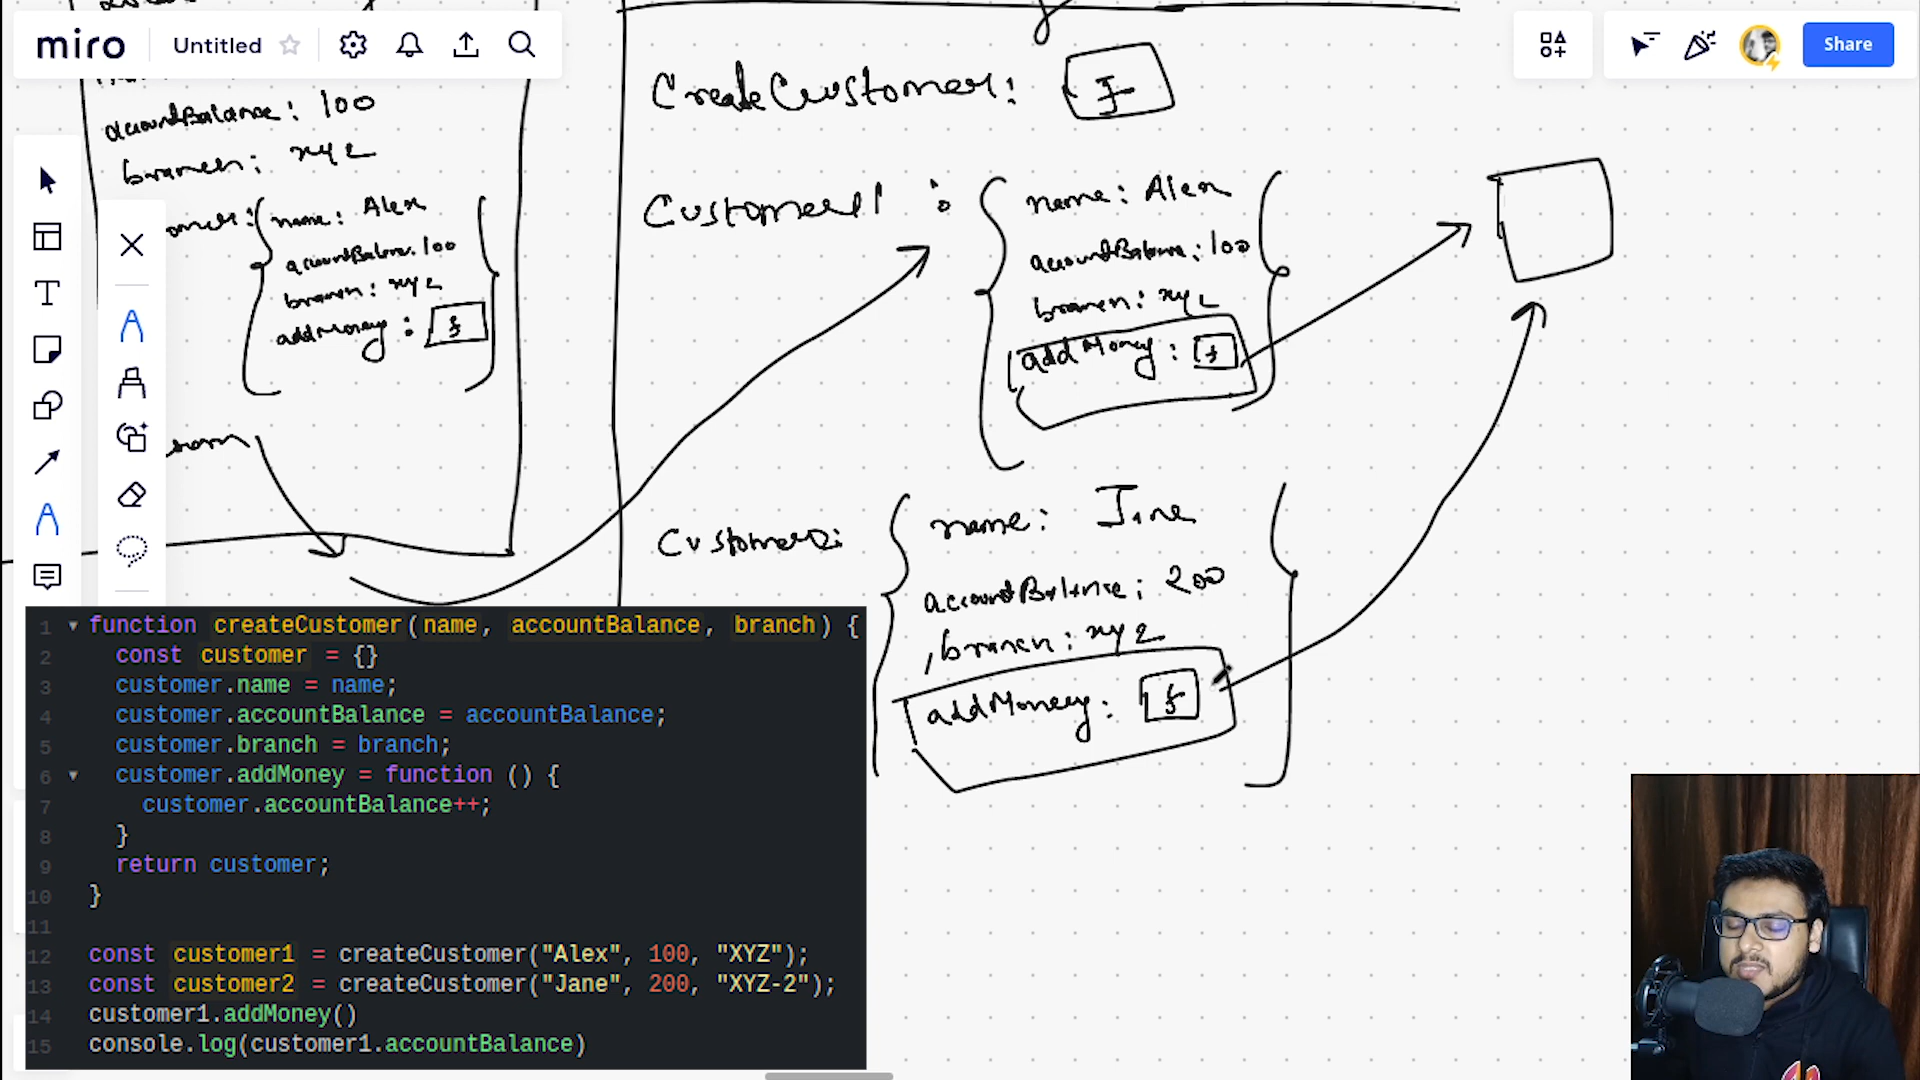 miro
Untitled
Share
accountBalance: 100
branch: xyz
name: Alex
accountBalance: 100
branch: xyz
addMoney: f
CreateCustomer: f
Customer1 :
name: Alex
accountBalance: 100
branch: xyz
addMoney: f
Customer2:
name: Jane
accountBalance: 200
, branch: xyz
addMoney: f
1 function createCustomer(name, accountBalance, branch) {
2 const customer = {}
3 customer.name = name;
4 customer.accountBalance = accountBalance;
5 customer.branch = branch;
6 customer.addMoney = function () {
7 customer.accountBalance++;
8 }
9 return customer;
10 }
11
12 const customer1 = createCustomer("Alex", 100, "XYZ");
13 const customer2 = createCustomer("Jane", 200, "XYZ-2");
14 customer1.addMoney()
15 console.log(customer1.accountBalance)